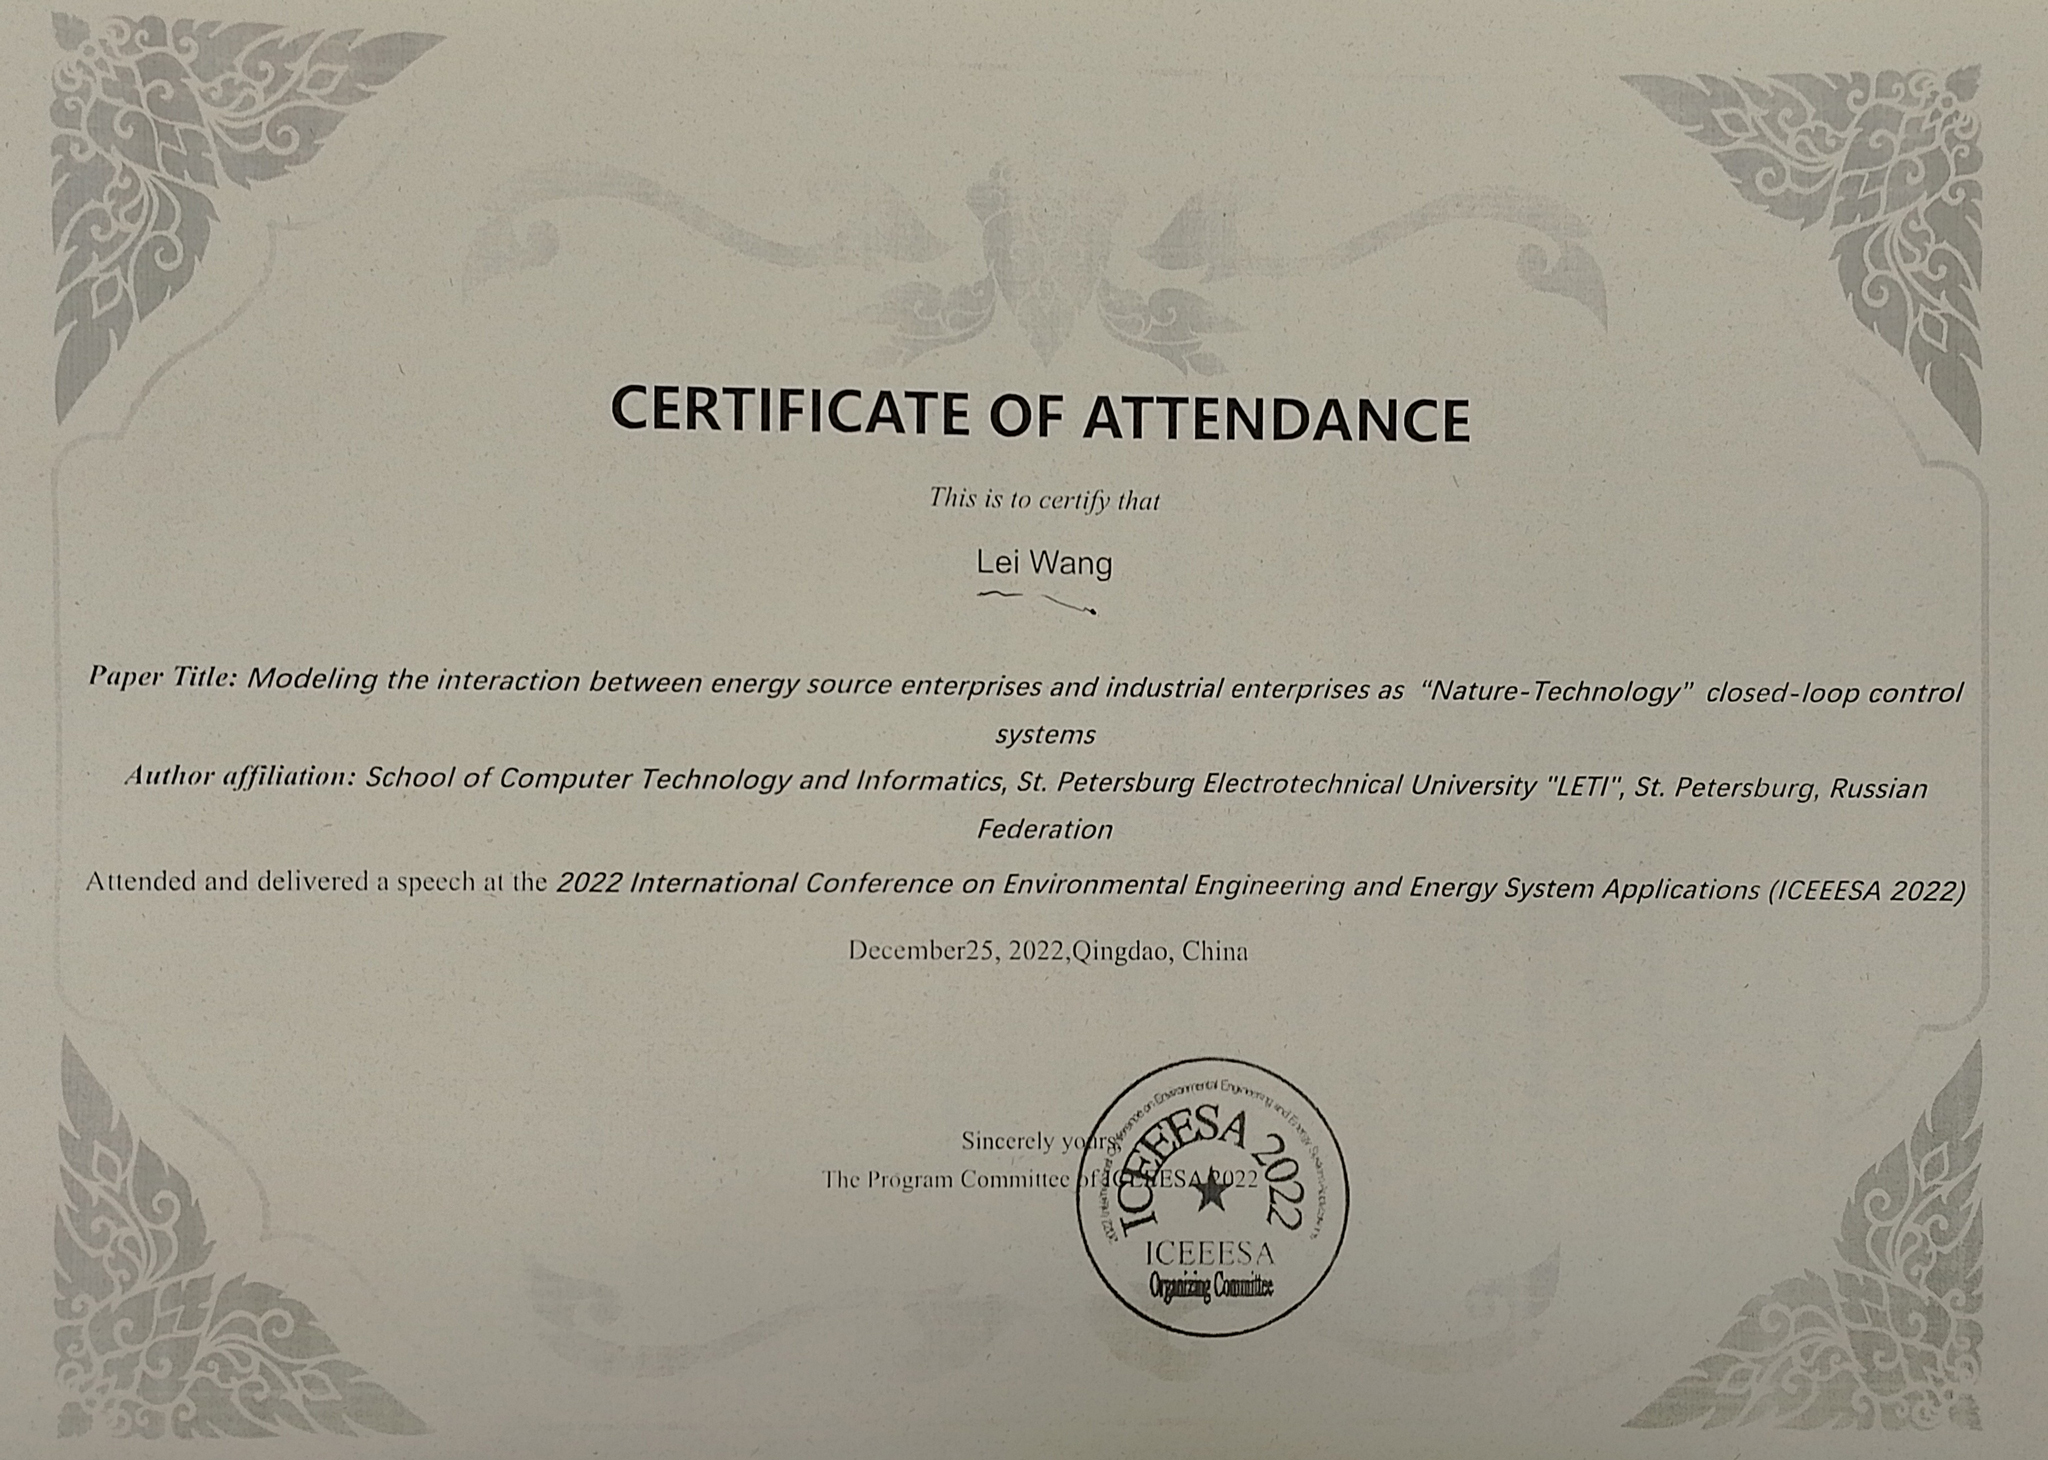 CERTIFICATE OF ATTENDANCE
This is to certify that
Lei Wang
Paper Title: Modeling the interaction between energy source enterprises and industrial enterprises as “Nature-Technology” closed-loop control
systems
Author affiliation: School of Computer Technology and Informatics, St. Petersburg Electrotechnical University "LETI", St. Petersburg, Russian
Federation
Attended and delivered a speech at the 2022 International Conference on Environmental Engineering and Energy System Applications (ICEEESA 2022)
December25, 2022,Qingdao, China
Sincerely yours,
The Program Committee of ICEEESA 2022
2022 International Conference on Environmental Engineering and Energy System Applications
ICEEESA 2022
ICEEESA
Organizing Committee